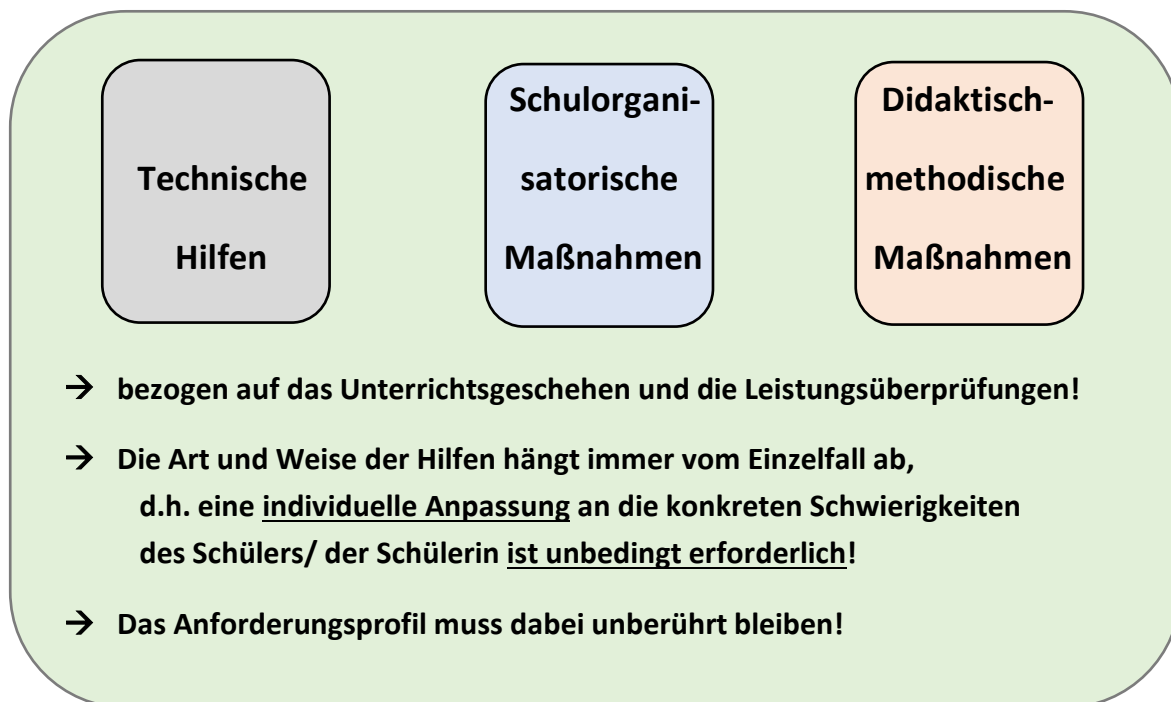 Technische
Hilfen
Schulorgani-
satorische
Maßnahmen
Didaktisch-
methodische
Maßnahmen
→ bezogen auf das Unterrichtsgeschehen und die Leistungsüberprüfungen!
→ Die Art und Weise der Hilfen hängt immer vom Einzelfall ab,
d.h. eine individuelle Anpassung an die konkreten Schwierigkeiten
des Schülers/ der Schülerin ist unbedingt erforderlich!
→ Das Anforderungsprofil muss dabei unberührt bleiben!